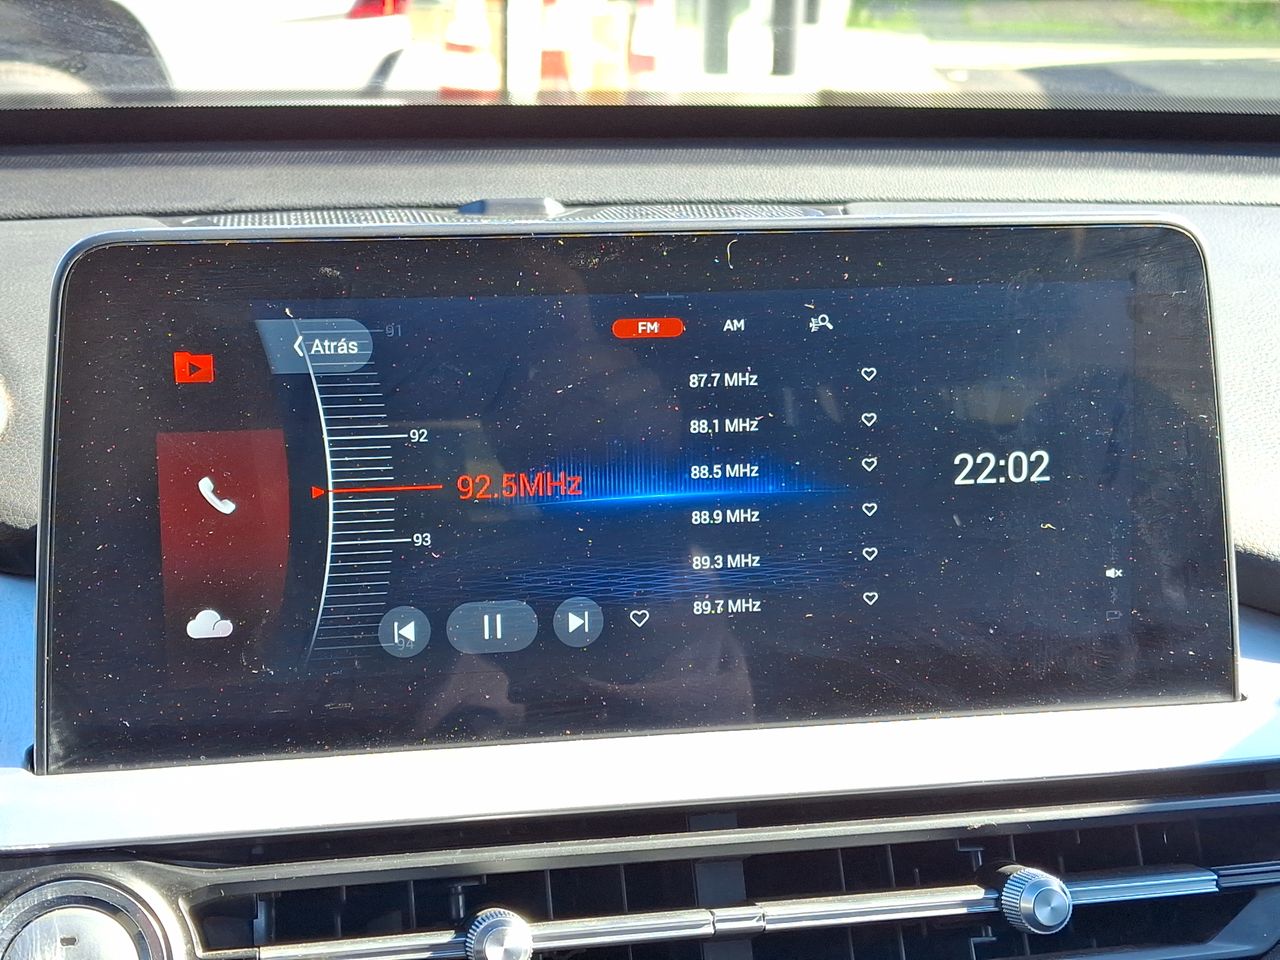 91
Atrás
92
92.5MHz
93
94
FM
AM
87.7 MHz
88.1 MHz
88.5 MHz
88.9 MHz
89.3 MHz
89.7 MHz
22:02